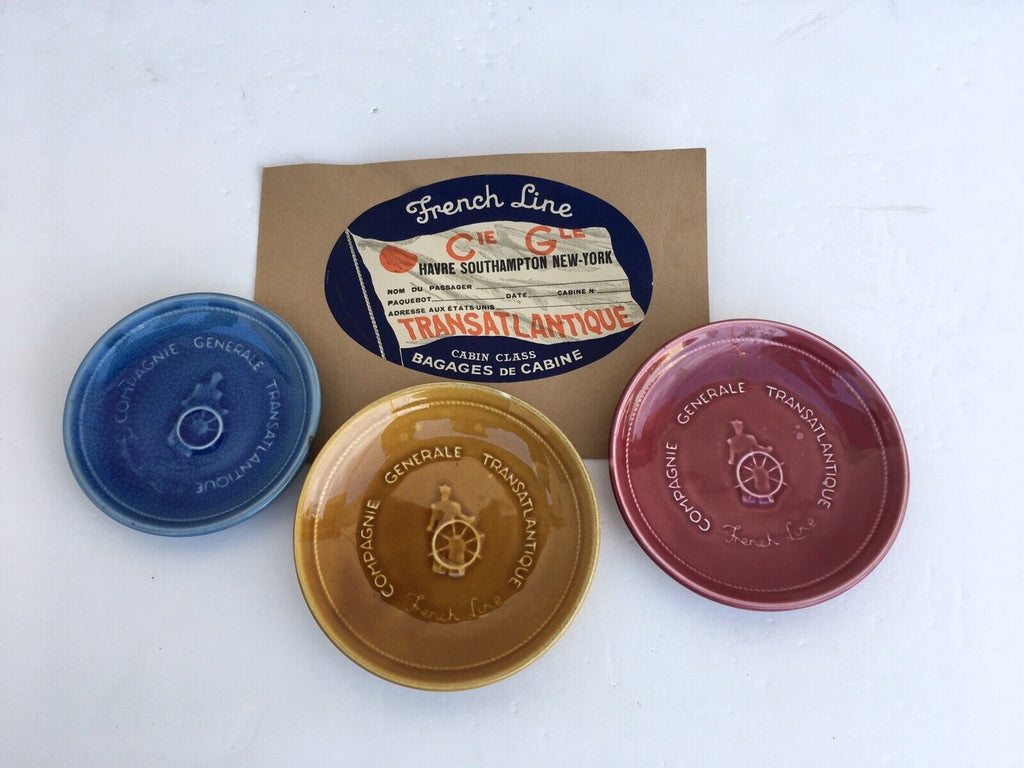 French Line
CIE GLE
HAVRE SOUTHAMPTON NEW-YORK
NOM DU PASSAGER
PAQUEBOT DATE CABINE N°
ADRESSE AUX ÉTATS-UNIS
TRANSATLANTIQUE
CABIN CLASS
BAGAGES DE CABINE
COMPAGNIE GENERALE TRANSATLANTIQUE
COMPAGNIE GENERALE TRANSATLANTIQUE
French Line
COMPAGNIE GENERALE TRANSATLANTIQUE
French Line